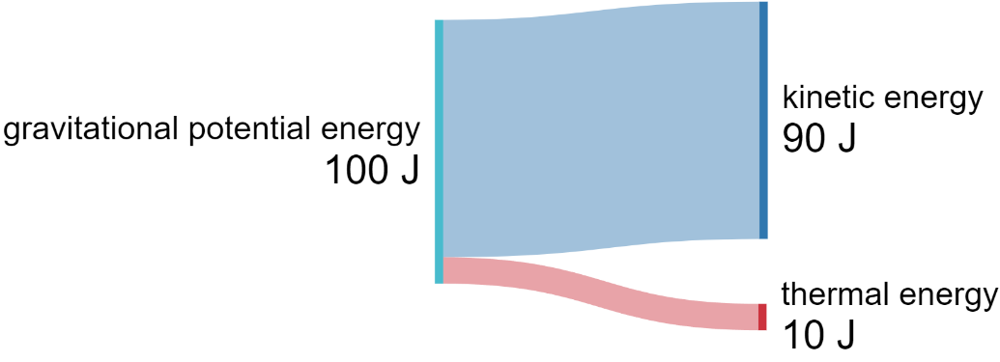 gravitational potential energy
100 J
kinetic energy
90 J
thermal energy
10 J